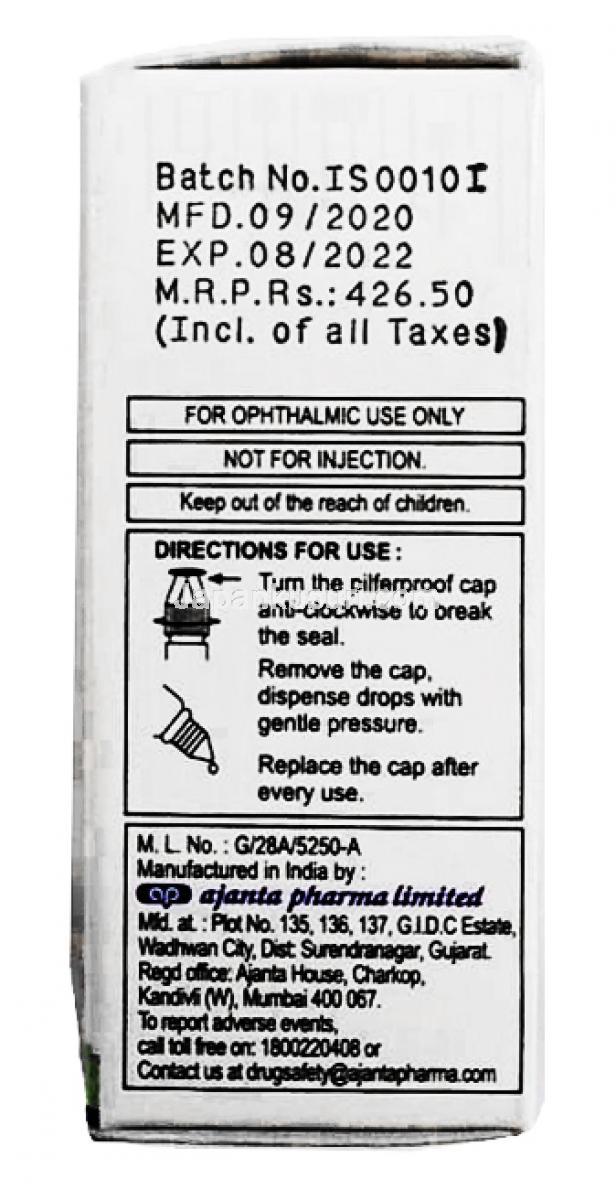 Batch No.IS0010I
MFD.09/2020
EXP.08/2022
M.R.P.Rs.:426.50
(Incl. of all Taxes)
FOR OPHTHALMIC USE ONLY
NOT FOR INJECTION.
Keep out of the reach of children.
DIRECTIONS FOR USE :
Turn the pilferproof cap
anti-clockwise to break
the seal.
Remove the cap,
dispense drops with
gentle pressure.
Replace the cap after
every use.
M. L. No. : G/28A/5250-A
Manufactured in India by :
ap ajanta pharma limited
Mfd. at. : Plot No. 135, 136, 137, G.I.D.C Estate,
Wadhwan City, Dist: Surendranagar, Gujarat.
Regd office: Ajanta House, Charkop,
Kandivli (W), Mumbai 400 067.
To report adverse events,
call toll free on: 1800220408 or
Contact us at drugsafety@ajantapharma.com